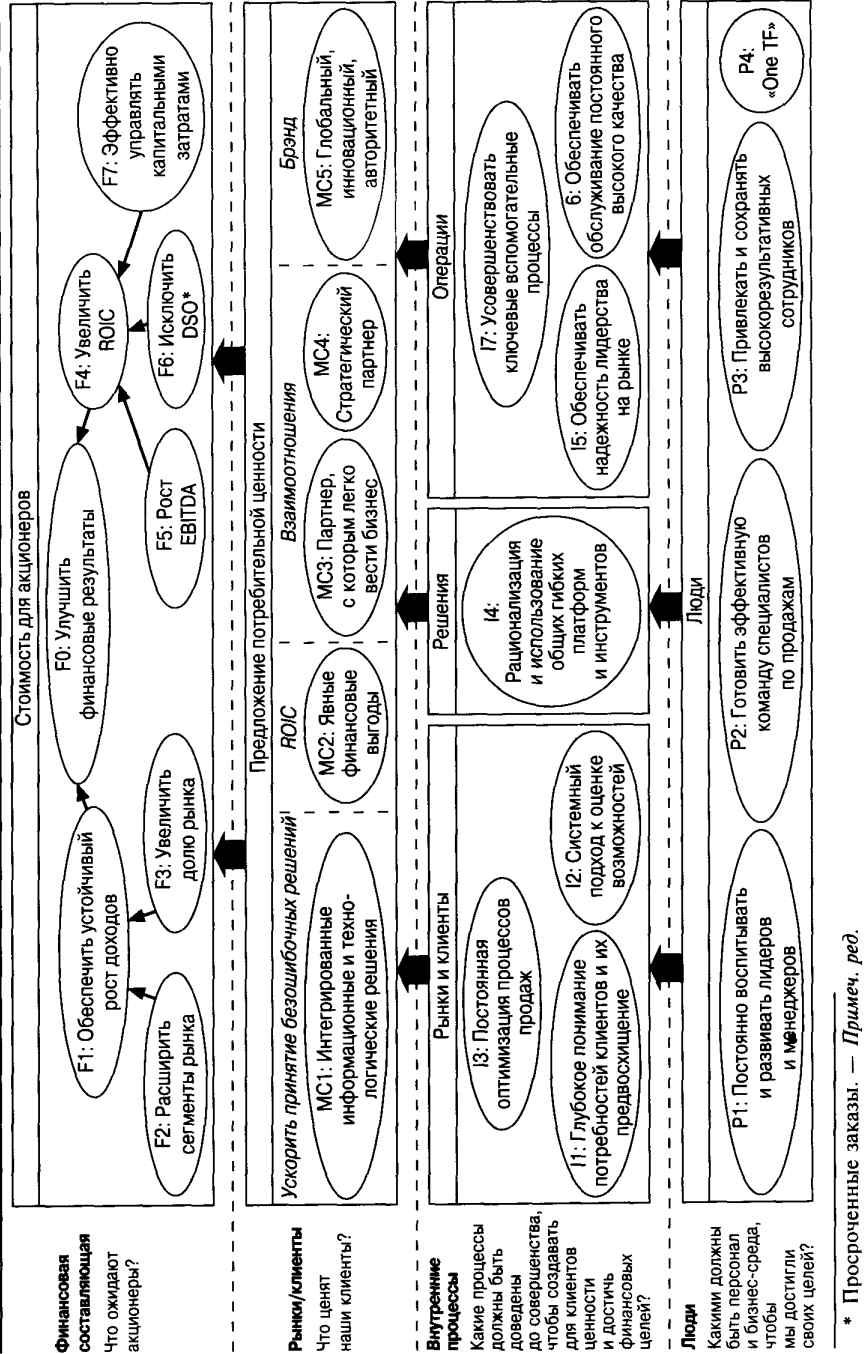 Финансовая
составляющая
Что ожидают
акционеры?
Стоимость для акционеров
F0: Улучшить
финансовые результаты
F1: Обеспечить устойчивый
рост доходов
F2: Расширить
сегменты рынка
F3: Увеличить
долю рынка
F4: Увеличить
ROIC
F5: Рост
EBITDA
F6: Исключить
DSO*
F7: Эффективно
управлять
капитальными
затратами
Рынки/клиенты
Что ценят
наши клиенты?
Предложение потребительной ценности
Ускорить принятие безошибочных решений
ROIC
Взаимоотношения
Брэнд
MC1: Интегрированные
информационные и техно-
логические решения
MC2: Явные
финансовые
выгоды
MC3: Партнер,
с которым легко
вести бизнес
MC4:
Стратегический
партнер
MC5: Глобальный,
инновационный,
авторитетный
Внутренние
процессы
Какие процессы
должны быть
доведены
до совершенства,
чтобы создавать
для клиентов
ценности
и достичь
финансовых
целей?
Рынки и клиенты
I3: Постоянная
оптимизация процессов
продаж
I1: Глубокое понимание
потребностей клиентов и их
предвосхищение
I2: Системный
подход к оценке
возможностей
Решения
I4:
Рационализация
и использование
общих гибких
платформ
и инструментов
Операции
I7: Усовершенствовать
ключевые вспомогательные
процессы
I5: Обеспечивать
надежность лидерства
на рынке
6: Обеспечивать
обслуживание постоянного
высокого качества
Люди
Какими должны
быть персонал
и бизнес-среда,
чтобы
мы достигли
своих целей?
Люди
P1: Постоянно воспитывать
и развивать лидеров
и менеджеров
P2: Готовить эффективную
команду специалистов
по продажам
P3: Привлекать и сохранять
высокорезультативных
сотрудников
P4:
«One TF»
* Просроченные заказы. — Примеч. ред.